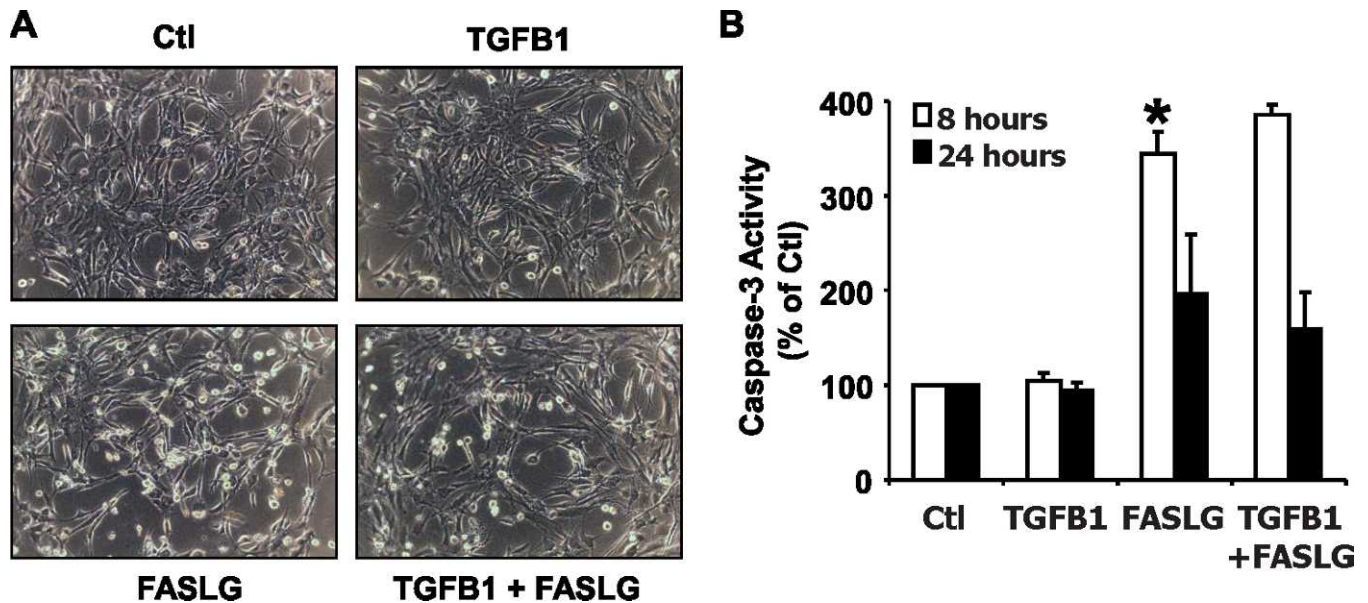 A
Ctl
TGFB1
FASLG
TGFB1 + FASLG
B
Caspase-3 Activity
(% of Ctl)
400
300
200
100
0
8 hours
24 hours
*
Ctl
TGFB1
FASLG
TGFB1
+FASLG